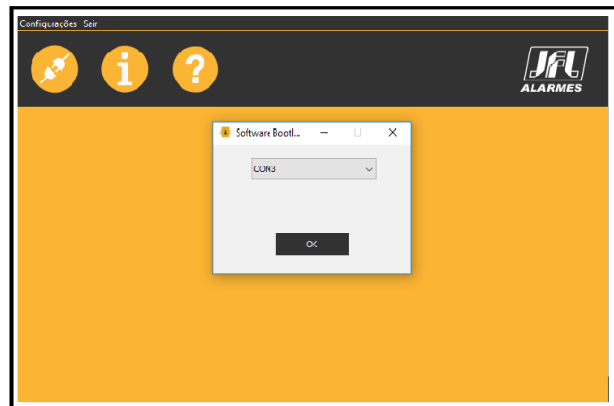 Configurações Sair
i
?
JFL
ALARMES
Software Bootl...
COM3
OK